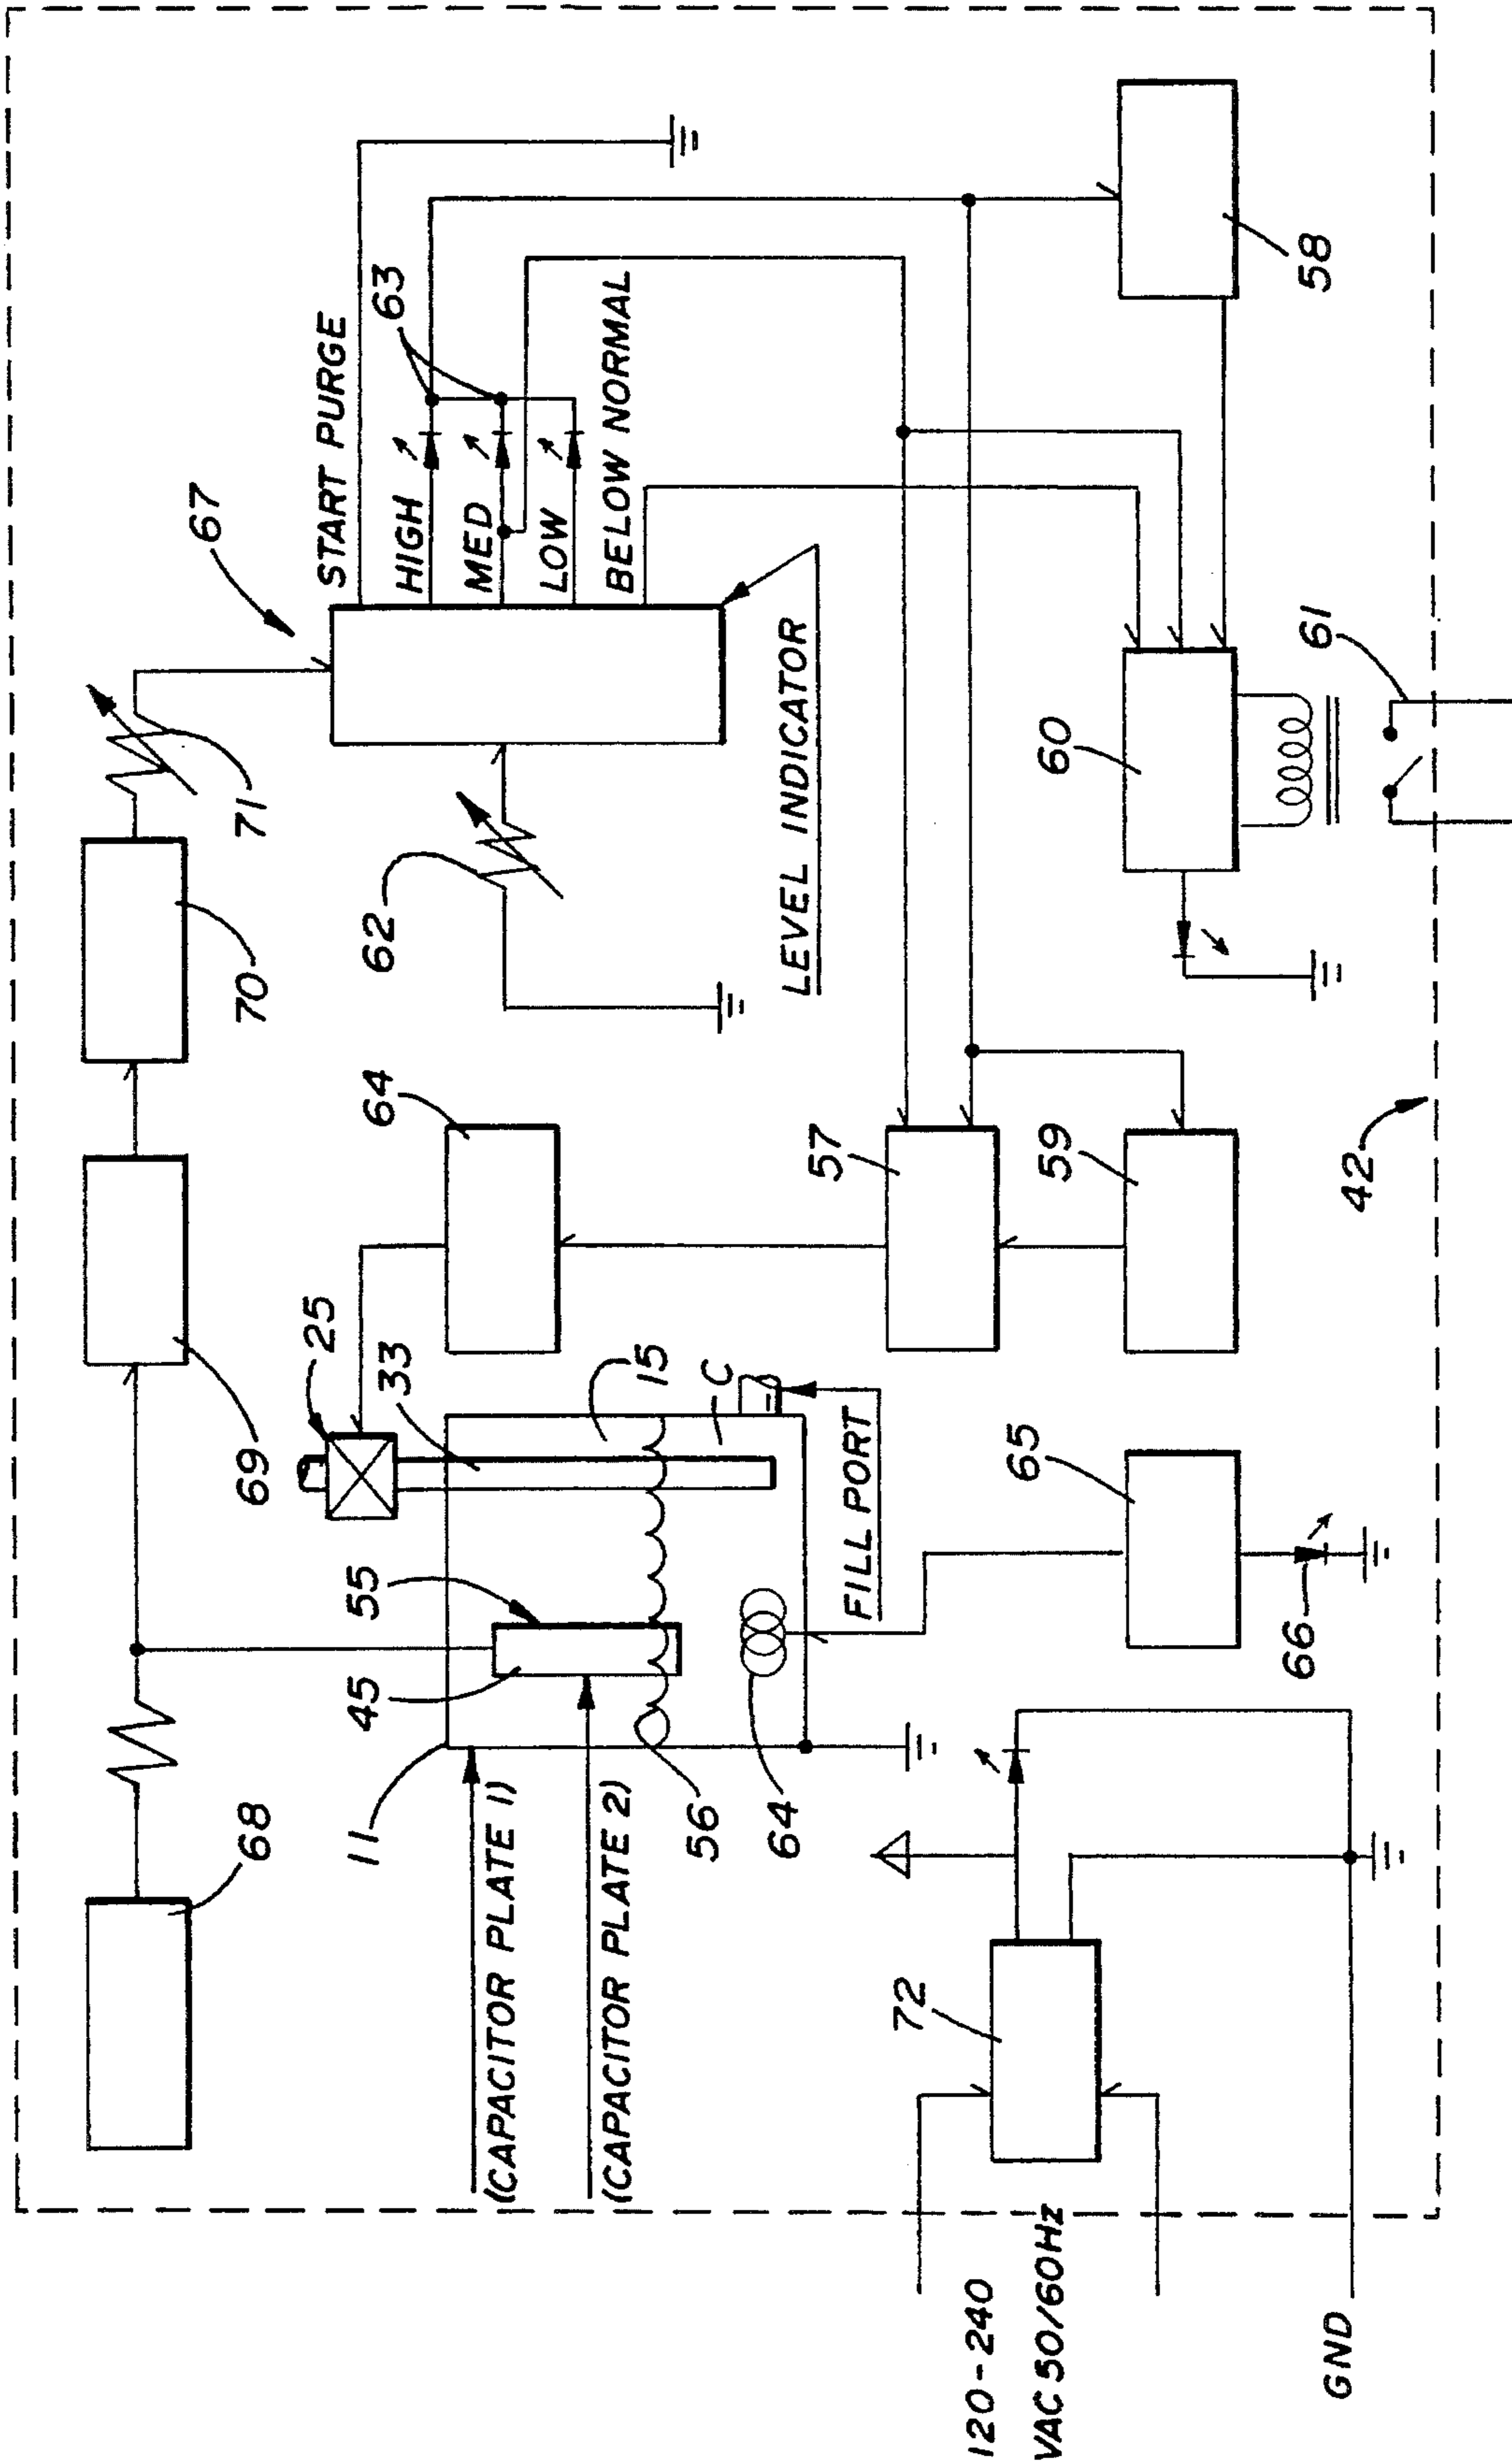 68
69
70
71
67
START PURGE
HIGH
MED
LOW
BELOW NORMAL
63
62
LEVEL INDICATOR
11
(CAPACITOR PLATE 1)
(CAPACITOR PLATE 2)
45
55
56
25
33
15
C
FILL PORT
64
64
57
59
60
61
58
65
66
72
120-240
VAC 50/60Hz
GND
42